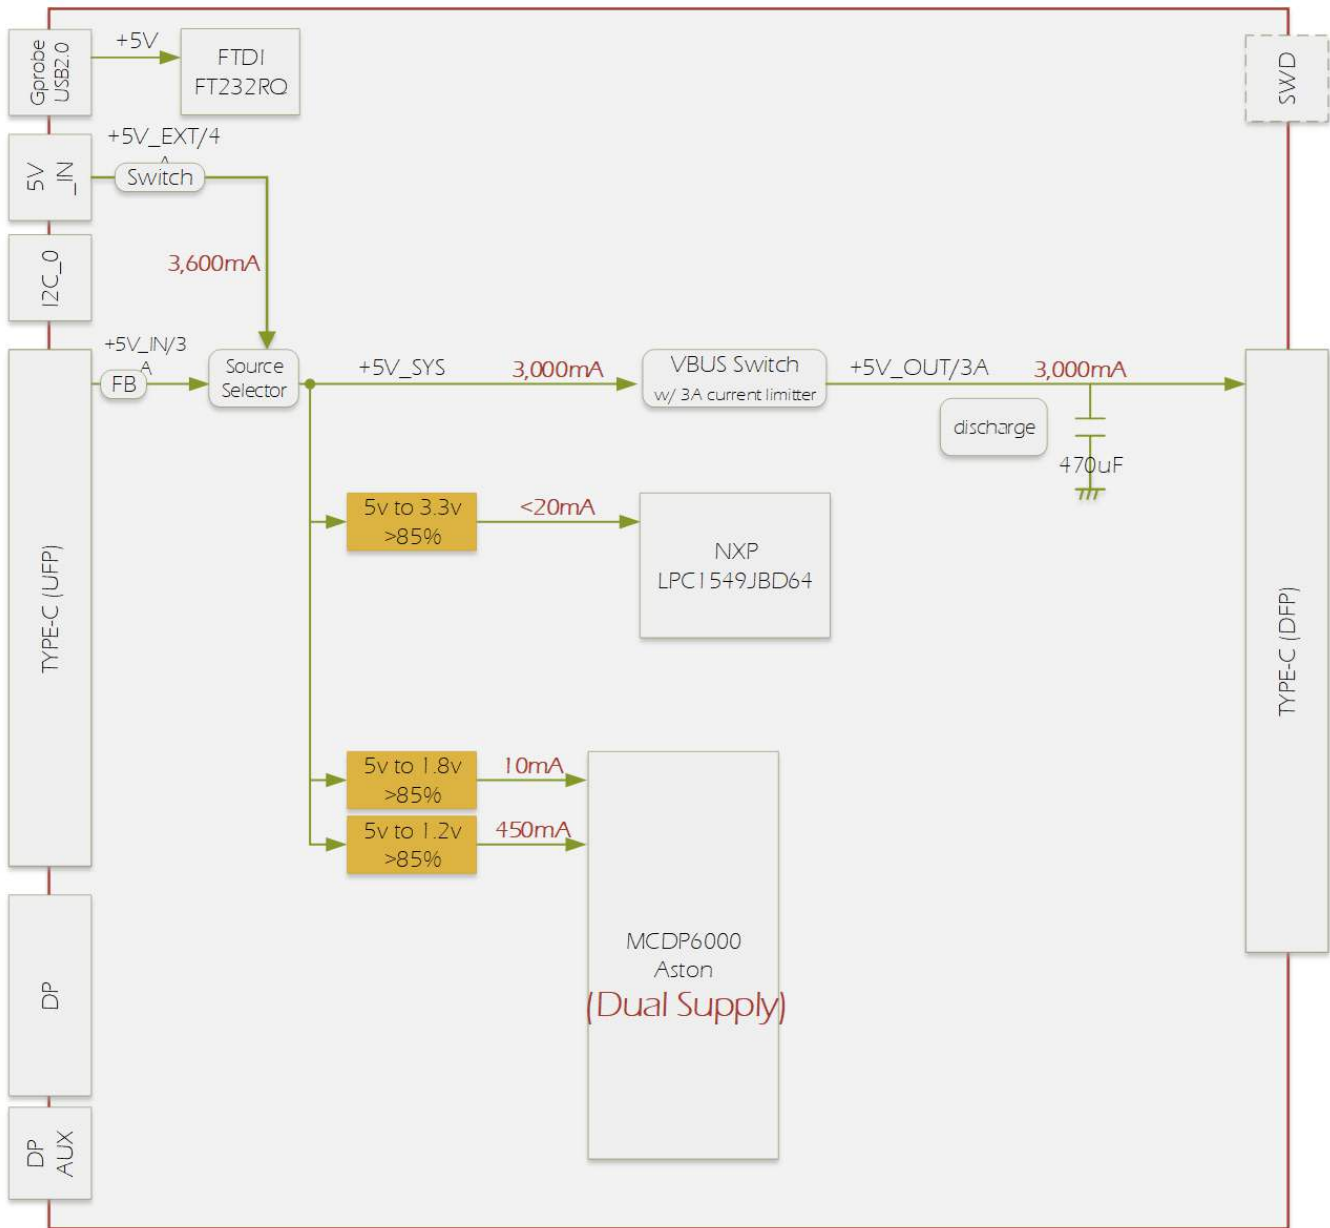 Gprobe
USB2.0
+5V
FTDI
FT232RQ
SWD
5V
_IN
+5V_EXT/4
A
Switch
I2C_0
3,600mA
TYPE-C (UFP)
+5V_IN/3
A
FB
Source
Selector
+5V_SYS
3,000mA
VBUS Switch
w/ 3A current limitter
+5V_OUT/3A
3,000mA
discharge
470uF
TYPE-C (DFP)
5v to 3.3v
>85%
<20mA
NXP
LPC1549JBD64
5v to 1.8v
>85%
10mA
5v to 1.2v
>85%
450mA
MCDP6000
Aston
(Dual Supply)
DP
DP
AUX